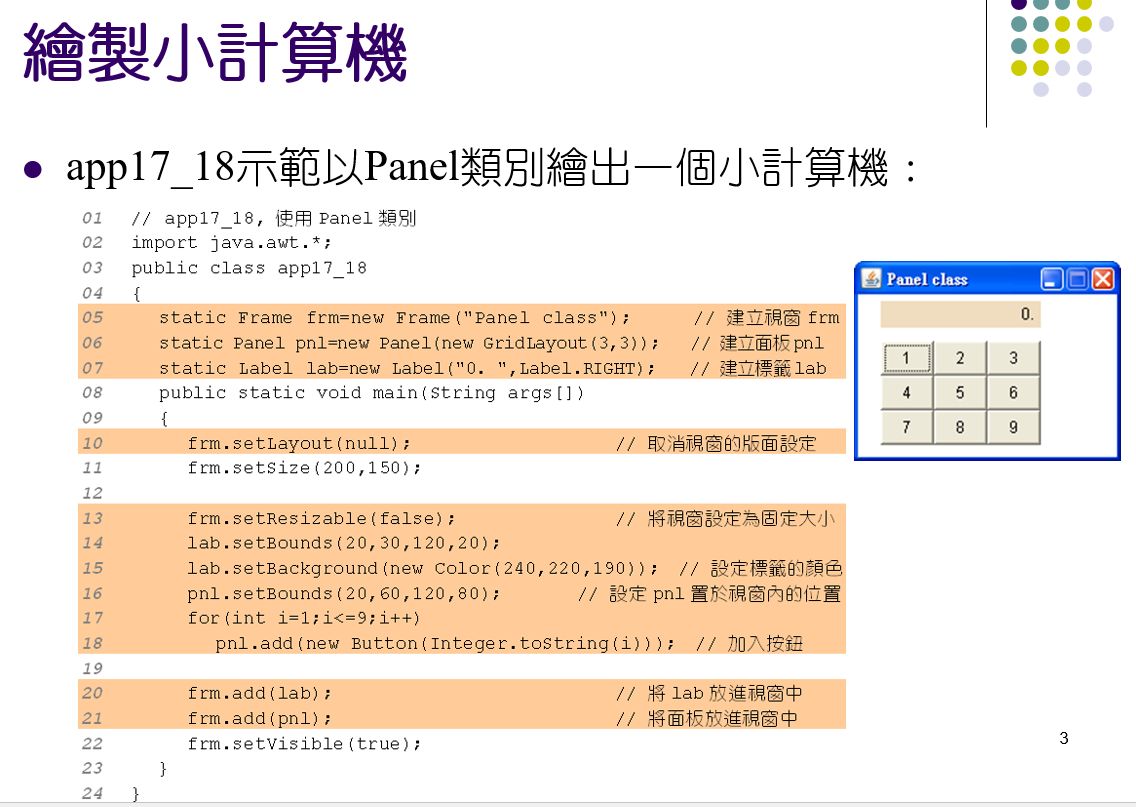 繪製小計算機
app17_18示範以Panel類別繪出一個小計算機：
01 // app17_18, 使用 Panel 類別
02 import java.awt.*;
03 public class app17_18
04 {
05 static Frame frm=new Frame("Panel class"); // 建立視窗 frm
06 static Panel pnl=new Panel(new GridLayout(3,3)); // 建立面板pnl
07 static Label lab=new Label("0. ",Label.RIGHT); // 建立標籤lab
08 public static void main(String args[])
09 {
10 frm.setLayout(null); // 取消視窗的版面設定
11 frm.setSize(200,150);
12
13 frm.setResizable(false); // 將視窗設定為固定大小
14 lab.setBounds(20,30,120,20);
15 lab.setBackground(new Color(240,220,190)); // 設定標籤的顏色
16 pnl.setBounds(20,60,120,80); // 設定 pnl 置於視窗內的位置
17 for(int i=1;i<=9;i++)
18 pnl.add(new Button(Integer.toString(i))); // 加入按鈕
19
20 frm.add(lab); // 將 lab 放進視窗中
21 frm.add(pnl); // 將面板放進視窗中
22 frm.setVisible(true);
23 }
24 }
Panel class
0.
1 2 3
4 5 6
7 8 9
3